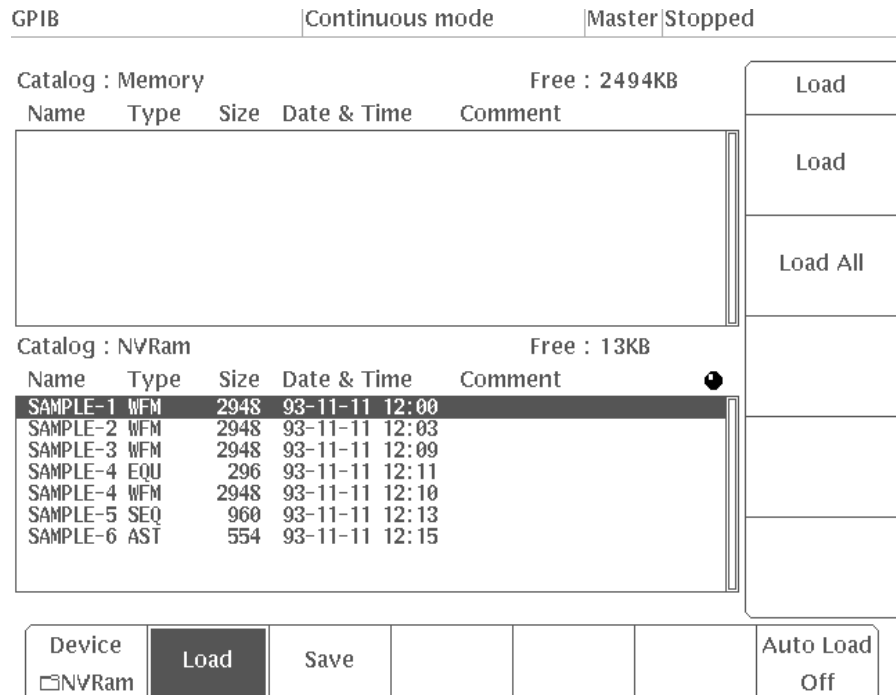 GPIB Continuous mode Master Stopped
Catalog : Memory Free : 2494KB
Name Type Size Date & Time Comment
Catalog : NVRam Free : 13KB
Name Type Size Date & Time Comment
SAMPLE-1 WFM 2948 93-11-11 12:00
SAMPLE-2 WFM 2948 93-11-11 12:03
SAMPLE-3 WFM 2948 93-11-11 12:09
SAMPLE-4 EQU 296 93-11-11 12:11
SAMPLE-4 WFM 2948 93-11-11 12:10
SAMPLE-5 SEQ 960 93-11-11 12:13
SAMPLE-6 AST 554 93-11-11 12:15
Load
Load
Load All
Device
NVRam
Load
Save
Auto Load
Off